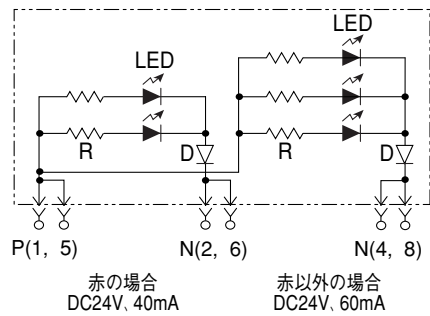 LED
LED
R
D
R
D
P(1, 5)
N(2, 6)
N(4, 8)
赤の場合
DC24V、40mA
赤以外の場合
DC24V、60mA